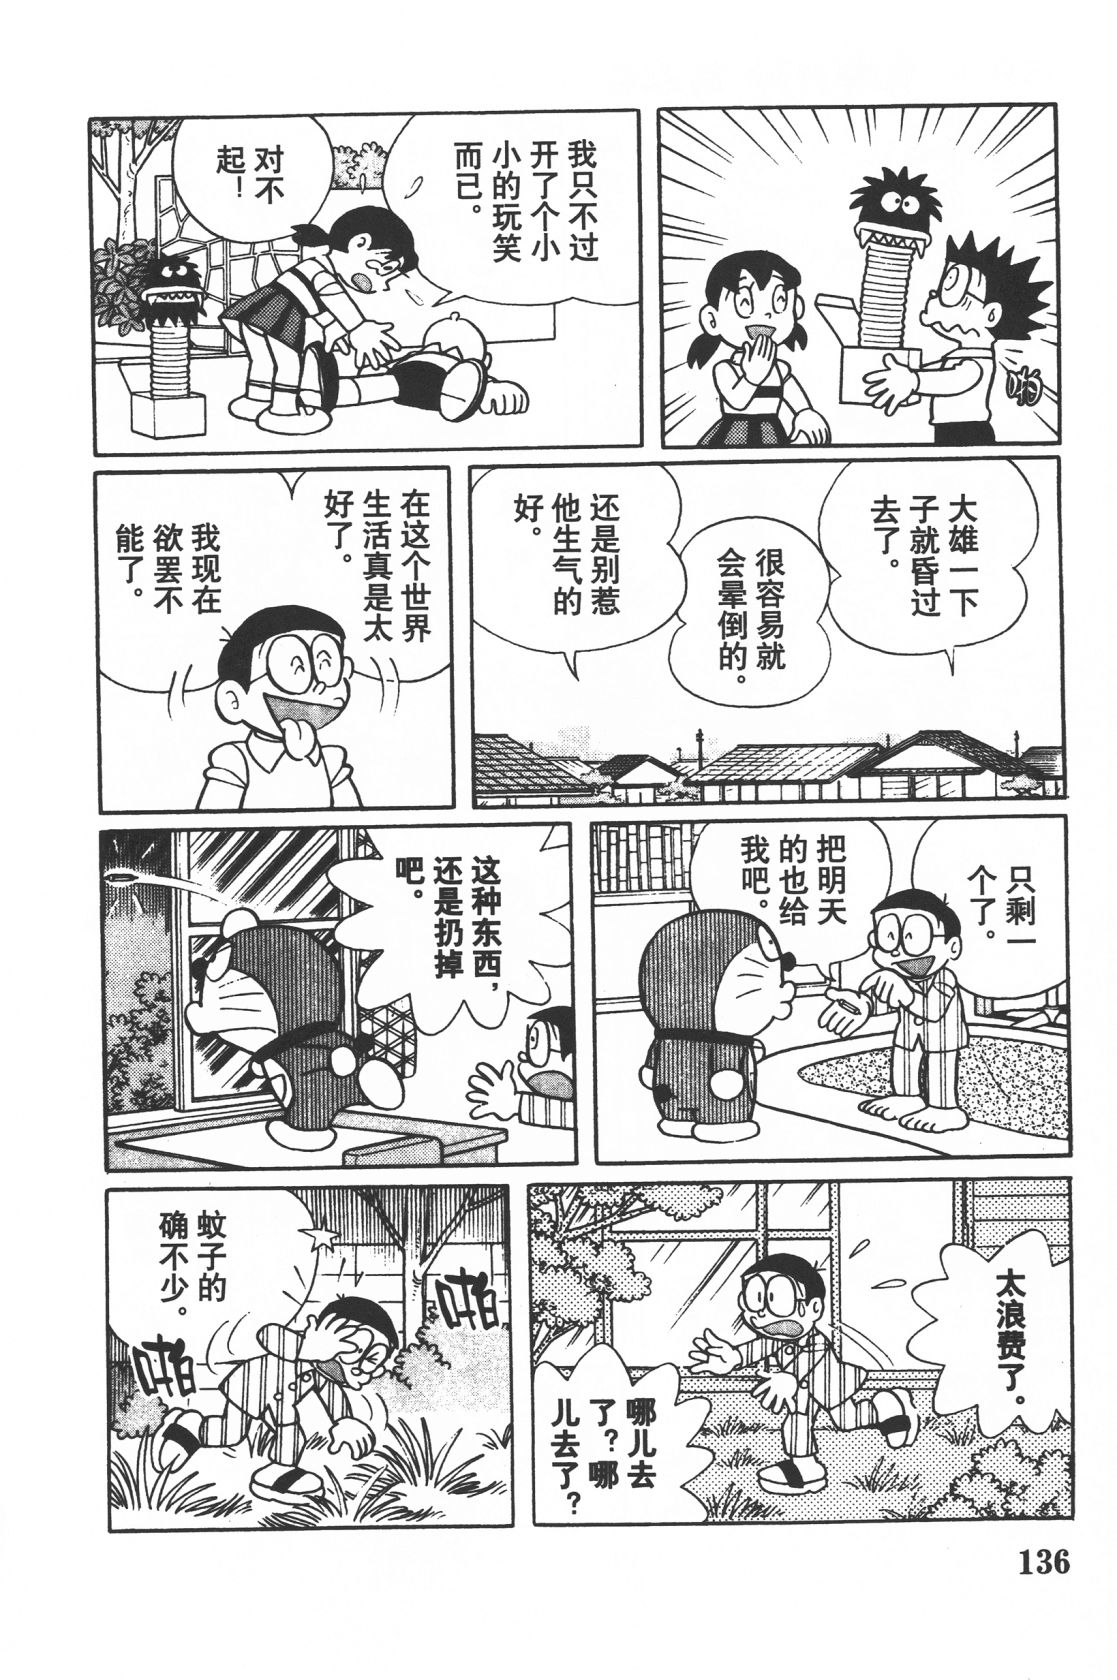 啪
我只不过
开了个小
小的玩笑
而已。
对不
起！
大雄一下
子就昏过
去了。
很容易就
会晕倒的。
还是别惹
他生气的
好。
在这个世界
生活真是太
好了。
我现在
欲罢不
能了。
只剩一
个了。
把明天
的也给
我吧。
这种东西，
还是扔掉
吧。
太浪费了。
哪儿去
了？哪
儿去了？
蚊子的
确不少。
啪
啪
136